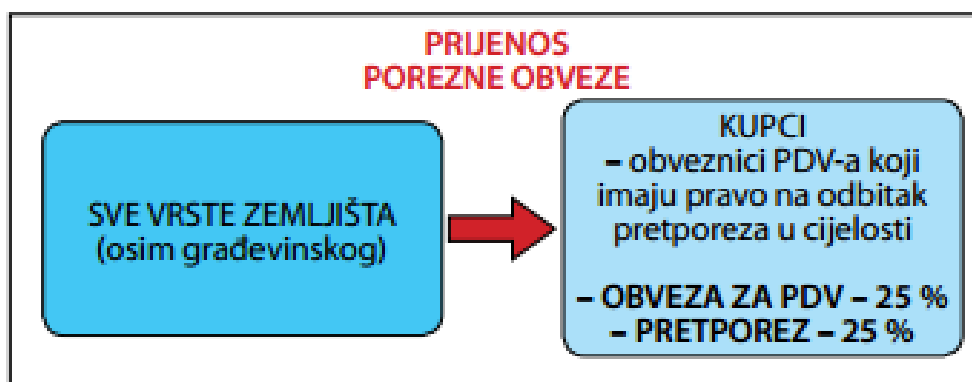 PRIJENOS
POREZNE OBVEZE
SVE VRSTE ZEMLJIŠTA
(osim građevinskog)
KUPCI
– obveznici PDV-a koji
imaju pravo na odbitak
pretporeza u cijelosti
– OBVEZA ZA PDV – 25 %
– PRETPOREZ – 25 %